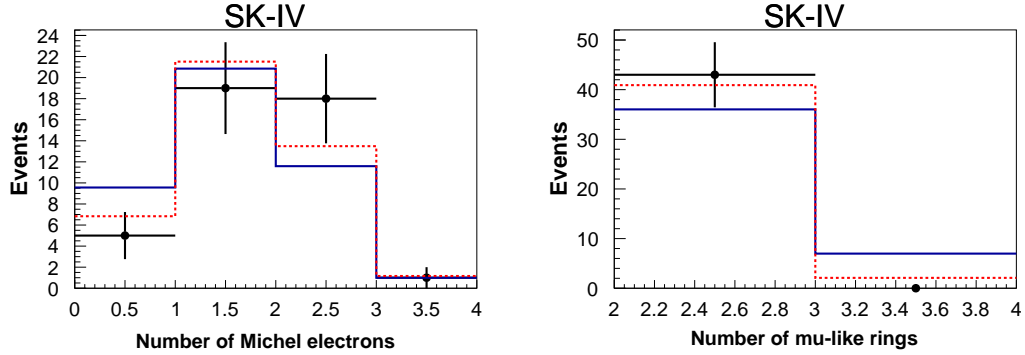 SK-IV
Events
24
22
20
18
16
14
12
10
8
6
4
2
0
0 0.5 1 1.5 2 2.5 3 3.5 4
Number of Michel electrons
SK-IV
Events
50
40
30
20
10
0
2 2.2 2.4 2.6 2.8 3 3.2 3.4 3.6 3.8 4
Number of mu-like rings